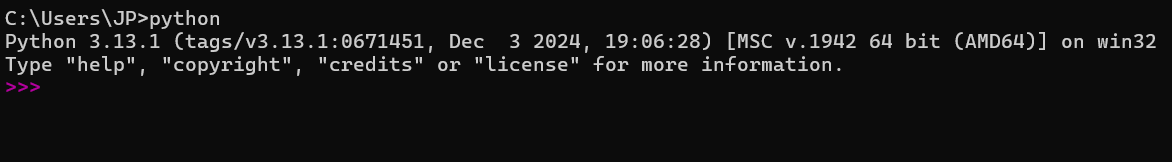 C:\Users\JP>python
Python 3.13.1 (tags/v3.13.1:0671451, Dec  3 2024, 19:06:28) [MSC v.1942 64 bit (AMD64)] on win32
Type "help", "copyright", "credits" or "license" for more information.
>>>